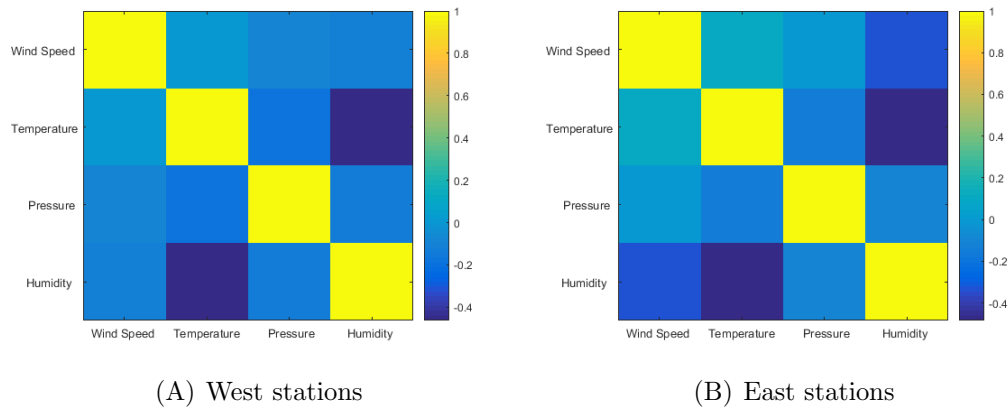 Wind Speed
Temperature
Pressure
Humidity
Wind Speed Temperature Pressure Humidity
1
0.8
0.6
0.4
0.2
0
-0.2
-0.4
(A) West stations
Wind Speed
Temperature
Pressure
Humidity
Wind Speed Temperature Pressure Humidity
1
0.8
0.6
0.4
0.2
0
-0.2
-0.4
(B) East stations